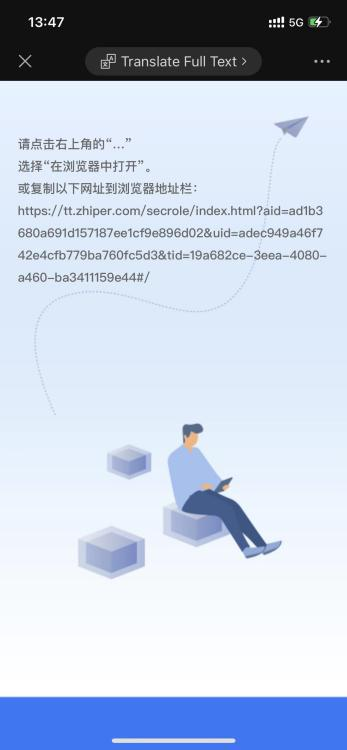 13:47
5G
Translate Full Text
请点击右上角的“...”
选择“在浏览器中打开”。
或复制以下网址到浏览器地址栏：
https://tt.zhiper.com/secrole/index.html?aid=ad1b3
680a691d157187ee1cf9e896d02&uid=adec949a46f7
42e4cfb779ba760fc5d3&tid=19a682ce-3eea-4080-
a460-ba3411159e44#/